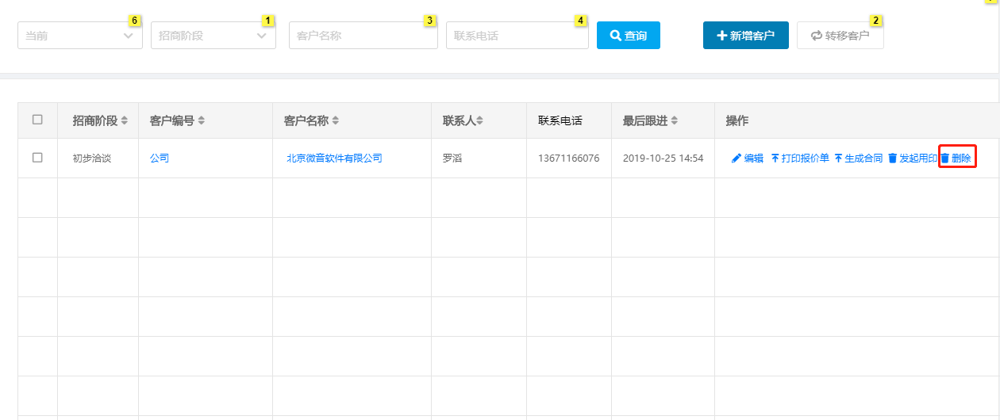 6 1 3 4 2
当前 招商阶段 客户名称 联系电话 查询 新增客户 转移客户
招商阶段 客户编号 客户名称 联系人 联系电话 最后跟进 操作
初步洽谈 公司 北京微音软件有限公司 罗滔 13671166076 2019-10-25 14:54 编辑 打印报价单 生成合同 发起用印 删除